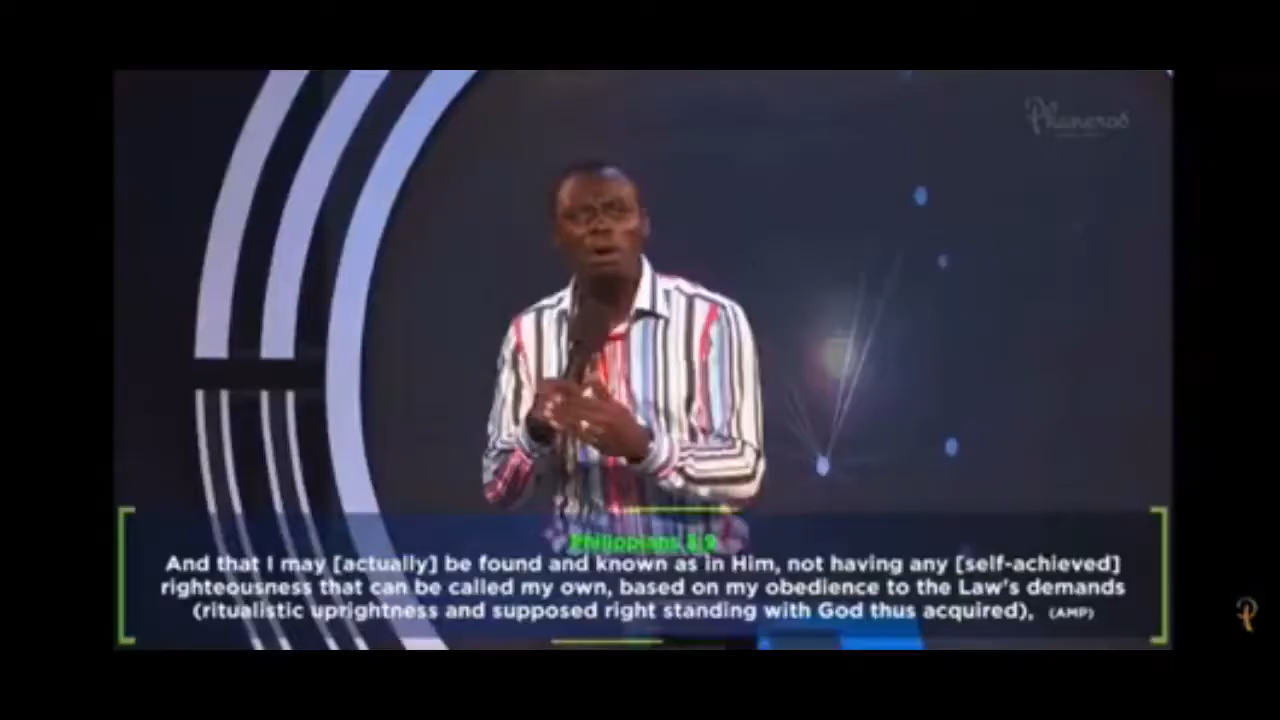 Phaneroo
Philippians 3:9
And that I may [actually] be found and known as in Him, not having any [self-achieved]
righteousness that can be called my own, based on my obedience to the Law's demands
(ritualistic uprightness and supposed right standing with God thus acquired), (AMP)